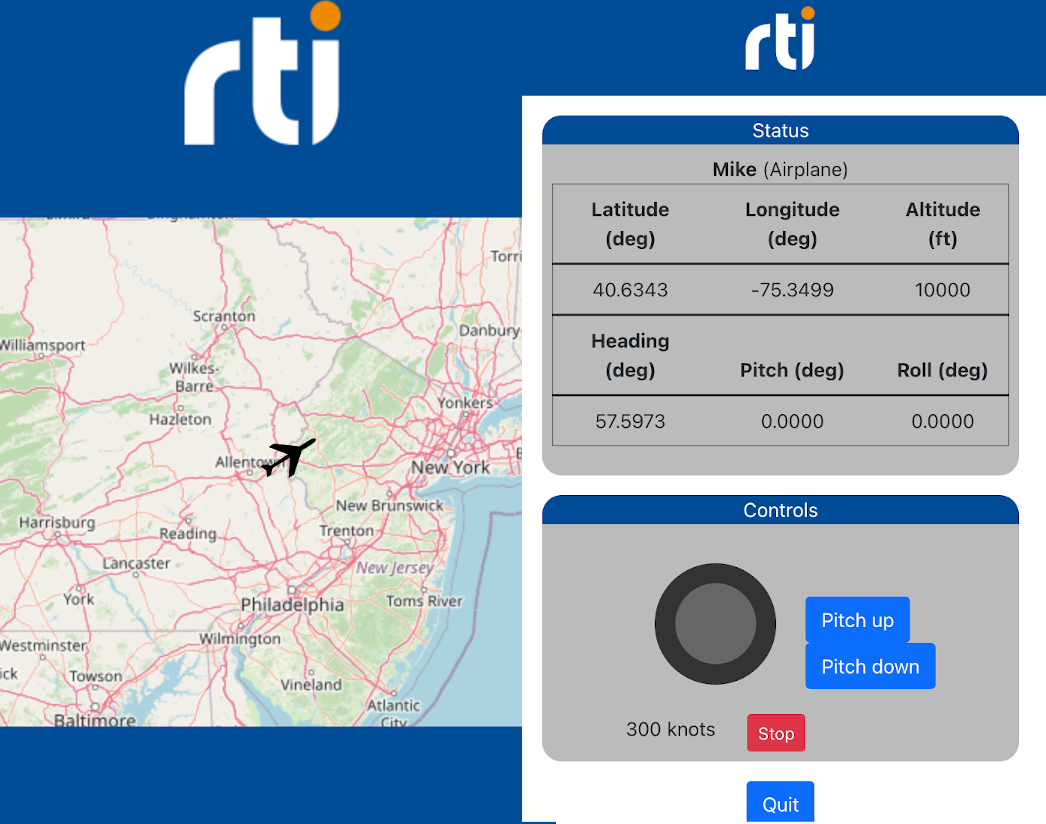 rti
Scranton
Williamsport
Wilkes-
Barre
Hazleton
Torri
Danbury
Yonkers
Allentow
New York
New Brunswick
Harrisburg
Reading
Trenton
Lancaster
New Jersey
York
Philadelphia
Toms River
Wilmington
Westminster
ick
Towson
Vineland
Atlantic
City
Baltimore
rti
Status
Mike (Airplane)
Latitude (deg) Longitude (deg) Altitude (ft)
40.6343 -75.3499 10000
Heading (deg) Pitch (deg) Roll (deg)
57.5973 0.0000 0.0000
Controls
Pitch up
Pitch down
300 knots Stop
Quit